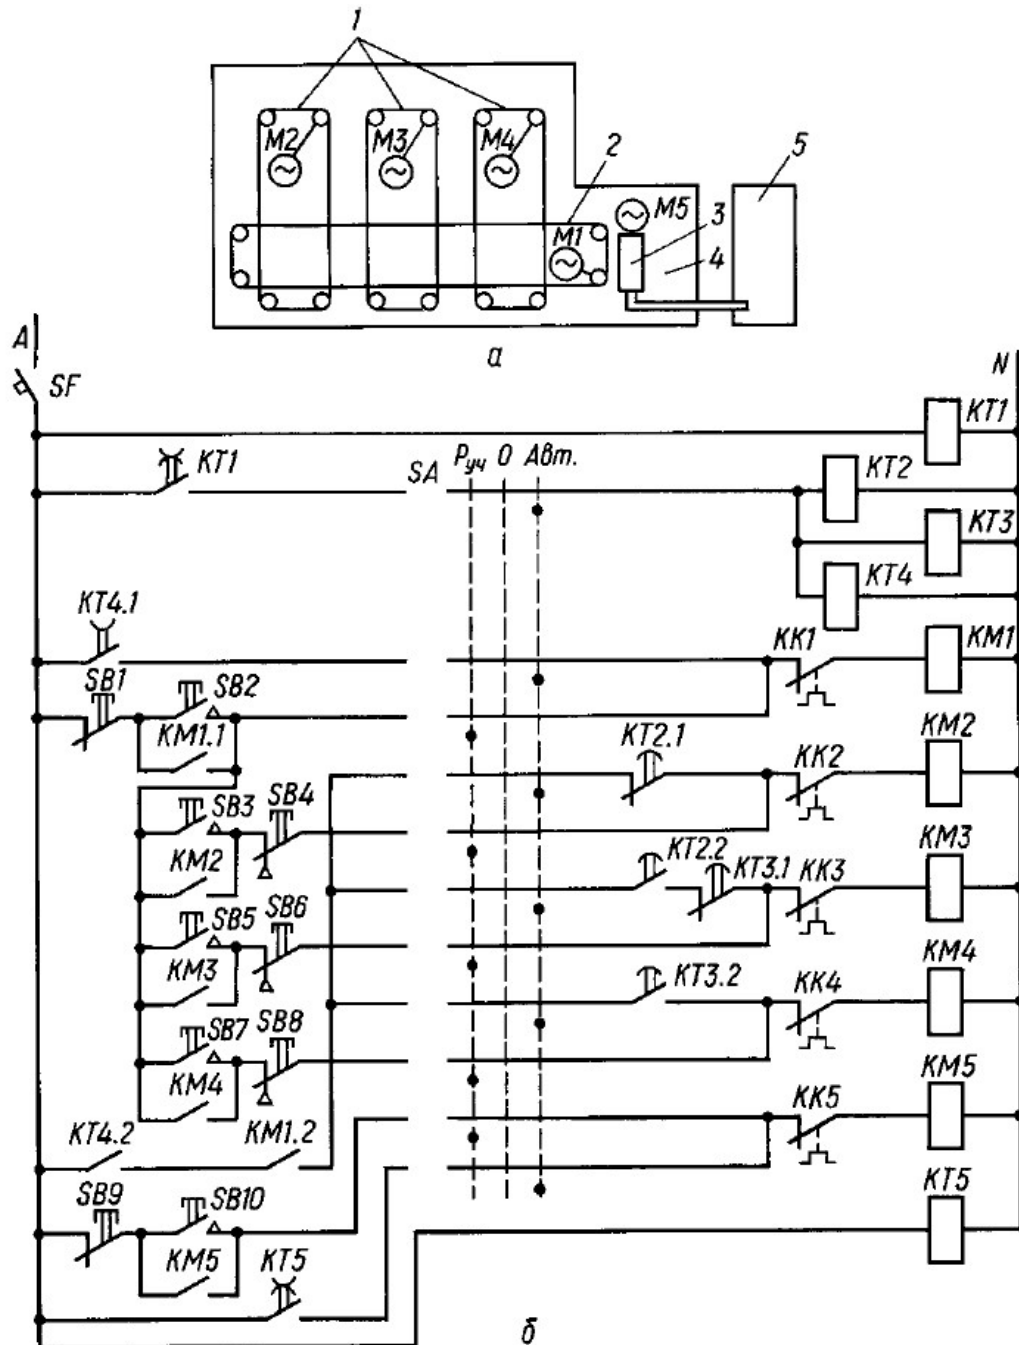 1
M2 M3 M4 2 5
M5 3
M1 4
а
A N
SF
KT1
KT1 SA Руч 0 Авт. KT2
KT3
KT4
KT4.1
KK1 KM1
SB1 SB2
KM1.1 KT2.1 KK2 KM2
SB3 SB4
KM2 KT2.2 KT3.1 KK3 KM3
SB5 SB6
KM3 KT3.2 KK4 KM4
SB7 SB8
KM4 KK5 KM5
KT4.2 KM1.2
SB9 SB10 KT5
KM5 KT5
б